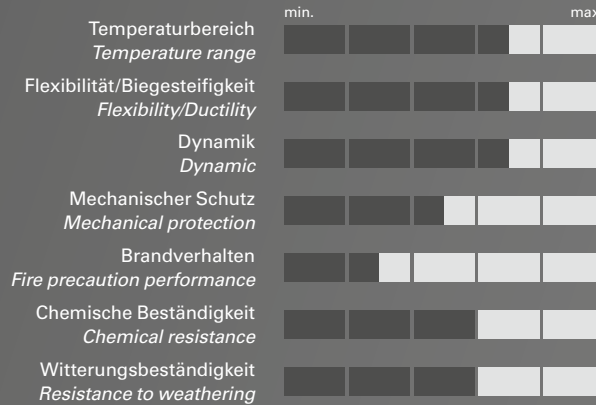 min. max
Temperaturbereich
Temperature range
Flexibilität/Biegesteifigkeit
Flexibility/Ductility
Dynamik
Dynamic
Mechanischer Schutz
Mechanical protection
Brandverhalten
Fire precaution performance
Chemische Beständigkeit
Chemical resistance
Witterungsbeständigkeit
Resistance to weathering